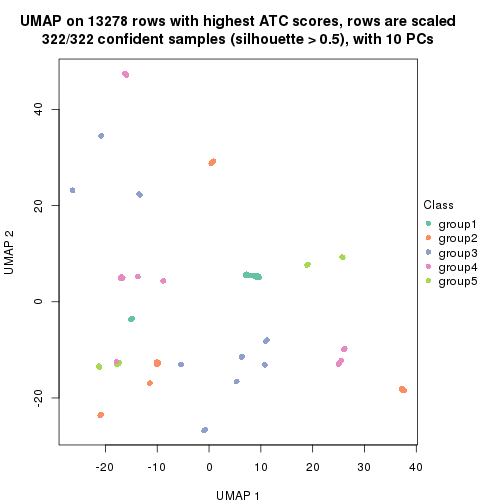 UMAP on 13278 rows with highest ATC scores, rows are scaled
322/322 confident samples (silhouette > 0.5), with 10 PCs
UMAP 2
40
20
0
-20
-20
-10
0
10
20
30
40
UMAP 1
Class
group1
group2
group3
group4
group5